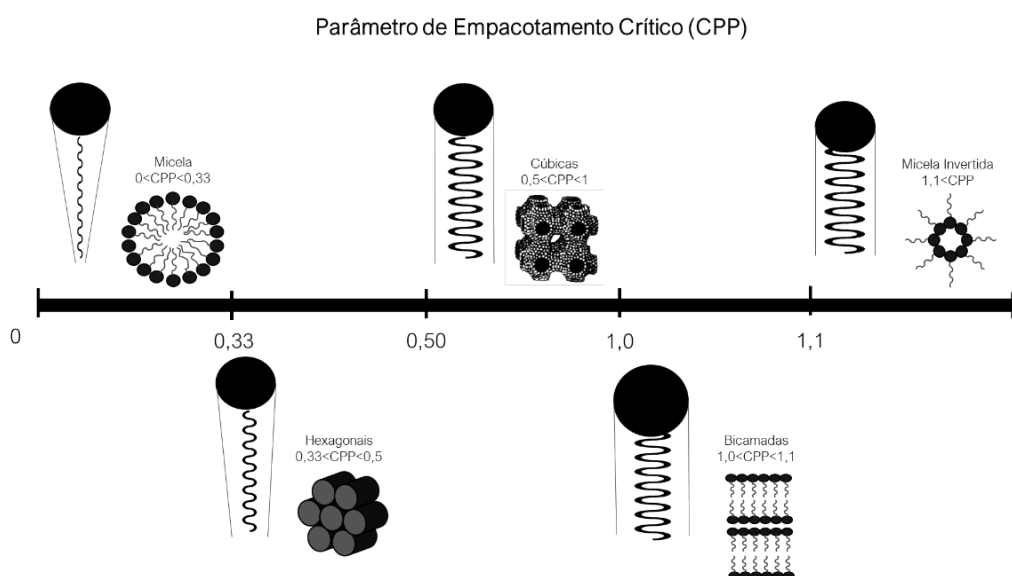 Parâmetro de Empacotamento Crítico (CPP)
Micela
0<CPP<0,33
Cúbicas
0,5<CPP<1
Micela Invertida
1,1<CPP
0
0,33
0,50
1,0
1,1
Hexagonais
0,33<CPP<0,5
Bicamadas
1,0<CPP<1,1